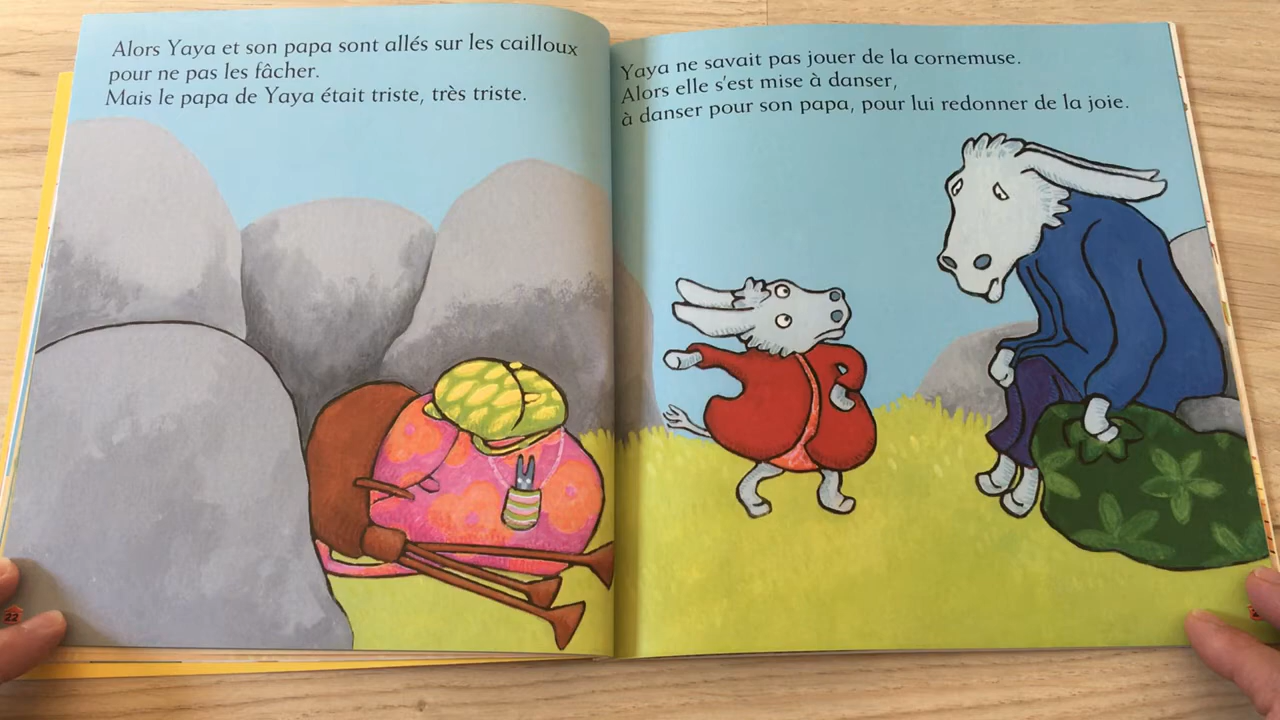 Alors Yaya et son papa sont allés sur les cailloux
pour ne pas les fâcher.
Mais le papa de Yaya était triste, très triste.
22
Yaya ne savait pas jouer de la cornemuse.
Alors elle s'est mise à danser,
à danser pour son papa, pour lui redonner de la joie.